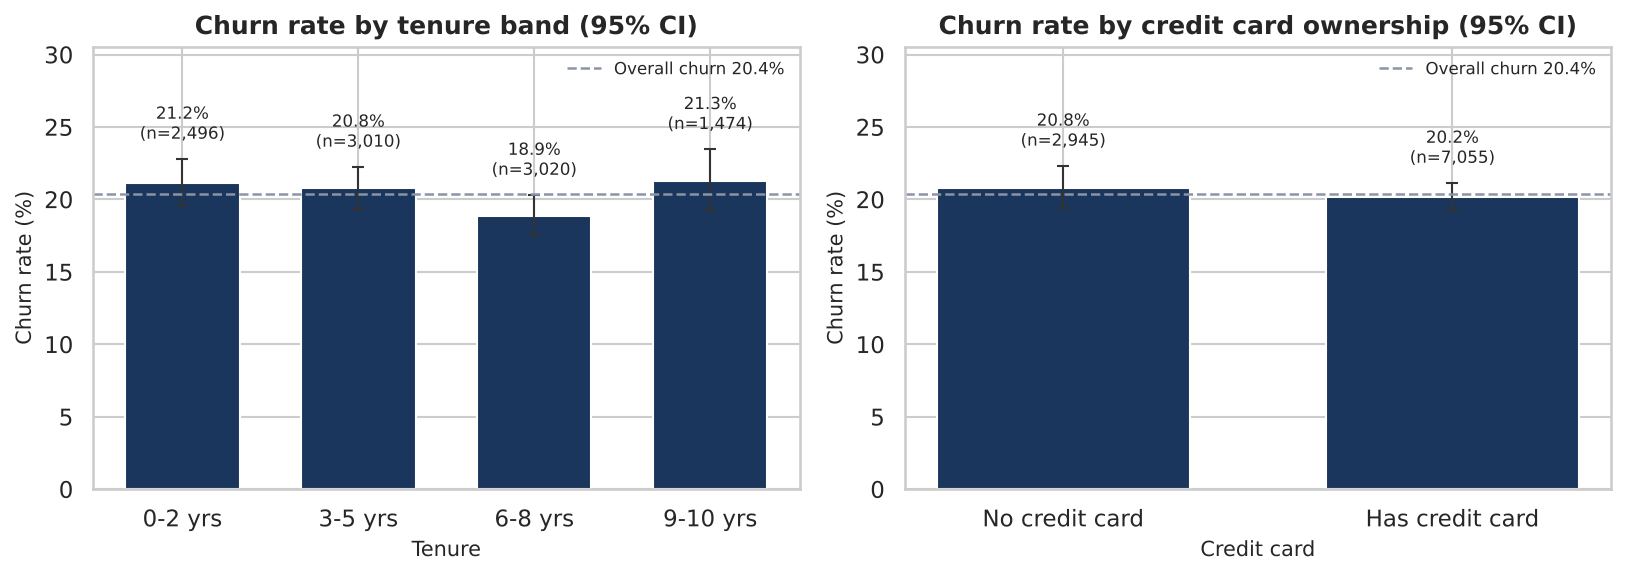 Churn rate by tenure band (95% CI)
Overall churn 20.4%
Churn rate (%)
30
25
20
15
10
5
0
21.2%
(n=2,496)
20.8%
(n=3,010)
18.9%
(n=3,020)
21.3%
(n=1,474)
0-2 yrs
3-5 yrs
6-8 yrs
9-10 yrs
Tenure
Churn rate by credit card ownership (95% CI)
Overall churn 20.4%
Churn rate (%)
30
25
20
15
10
5
0
20.8%
(n=2,945)
20.2%
(n=7,055)
No credit card
Has credit card
Credit card